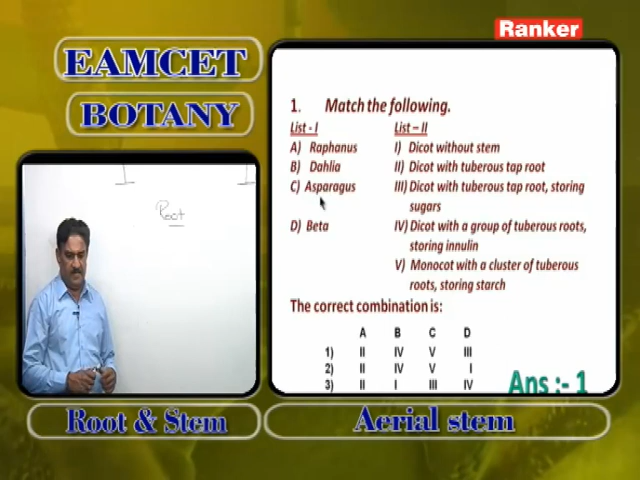 Ranker
EAMCET
BOTANY
Root
1. Match the following.
List - I List – II
A) Raphanus I) Dicot without stem
B) Dahlia II) Dicot with tuberous tap root
C) Asparagus III) Dicot with tuberous tap root, storing
sugars
D) Beta IV) Dicot with a group of tuberous roots,
storing innulin
V) Monocot with a cluster of tuberous
roots, storing starch
The correct combination is:
A B C D
1) II IV V III
2) II IV V I
3) II I III IV
Ans :- 1
Root & Stem
Aerial stem